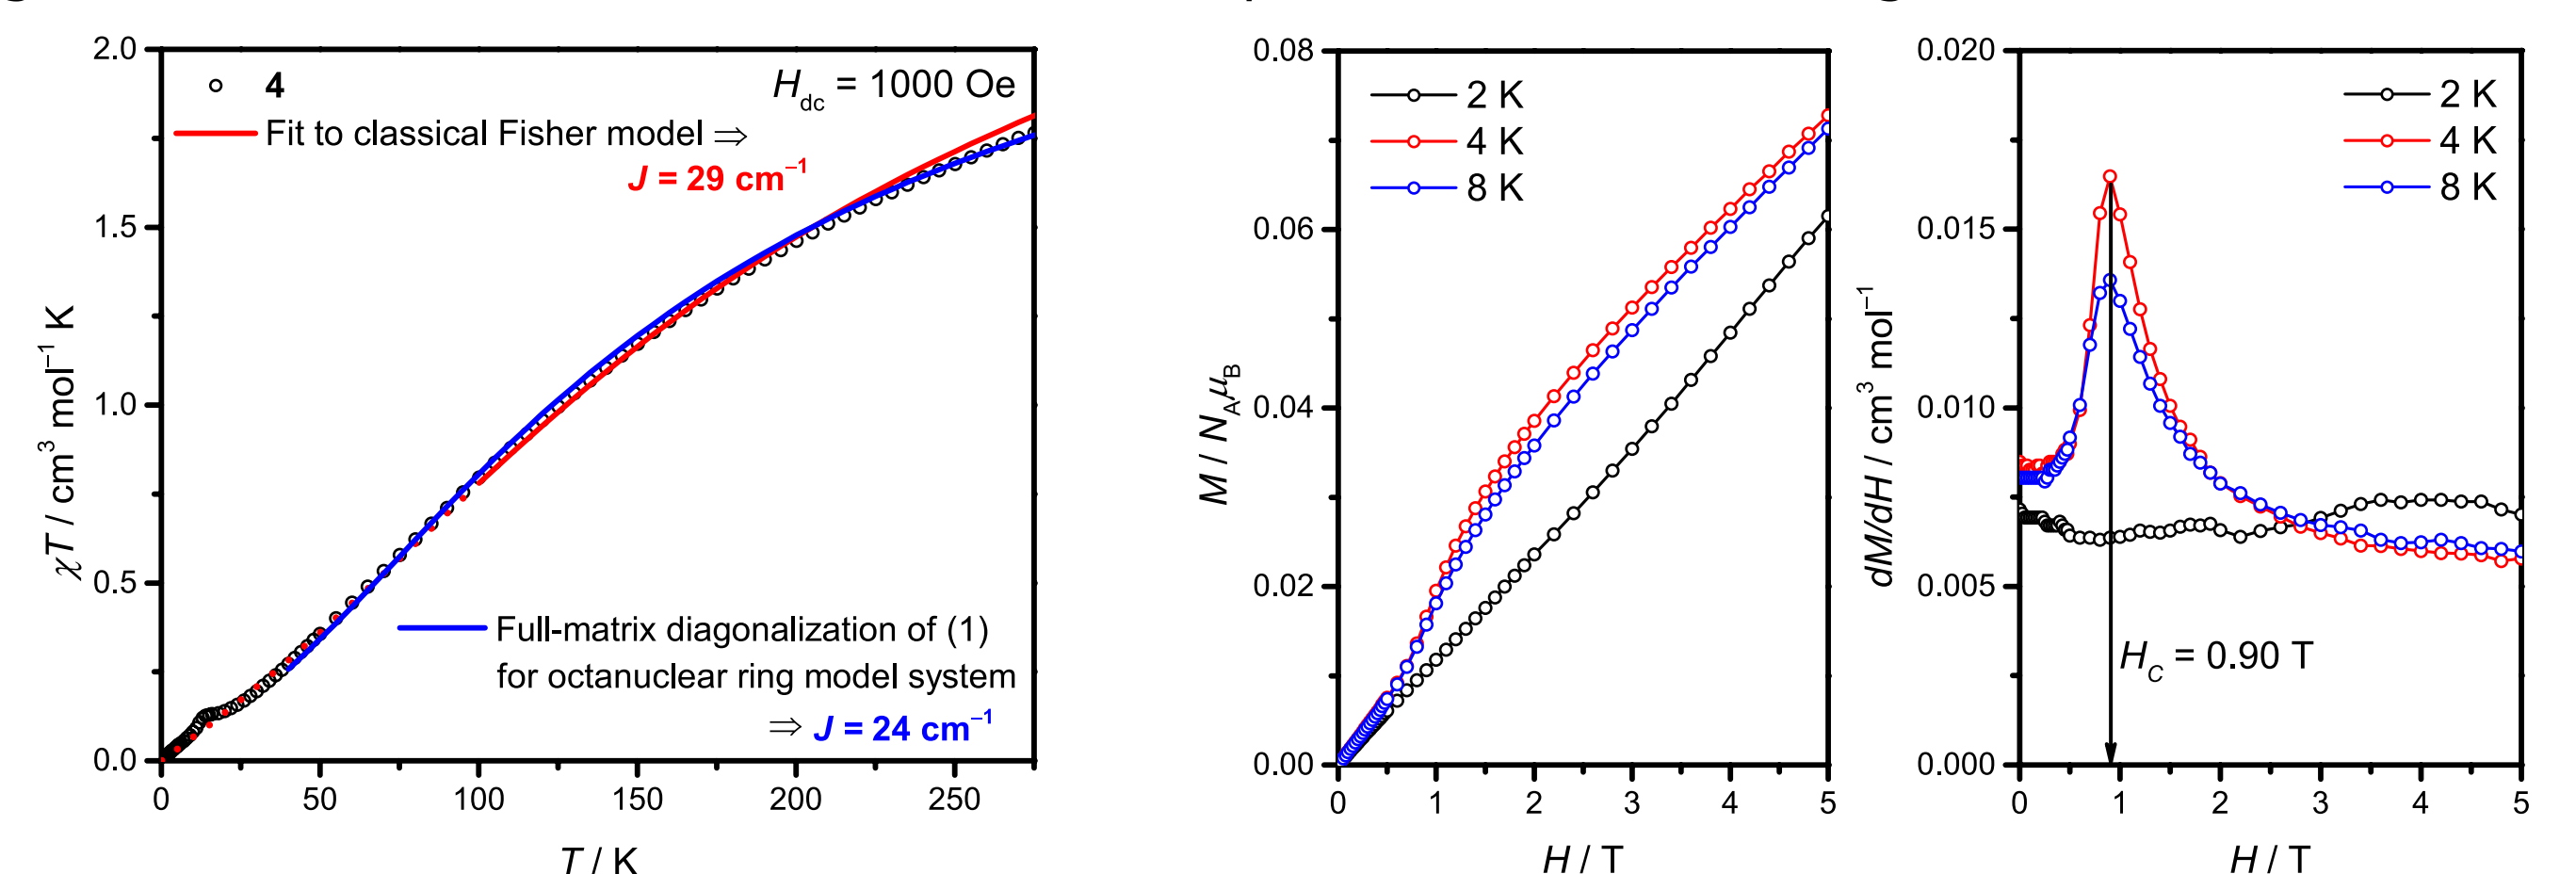 2.0
1.5
1.0
0.5
0.0
χT / cm³ mol⁻¹ K
4
H_dc = 1000 Oe
Fit to classical Fisher model ⇒
J = 29 cm⁻¹
Full-matrix diagonalization of (1)
for octanuclear ring model system
⇒ J = 24 cm⁻¹
0 50 100 150 200 250
T / K
0.08
0.06
0.04
0.02
0.00
M / N_A μ_B
2 K
4 K
8 K
0 1 2 3 4 5
H / T
0.020
0.015
0.010
0.005
0.000
dM/dH / cm³ mol⁻¹
2 K
4 K
8 K
H_C = 0.90 T
0 1 2 3 4 5
H / T